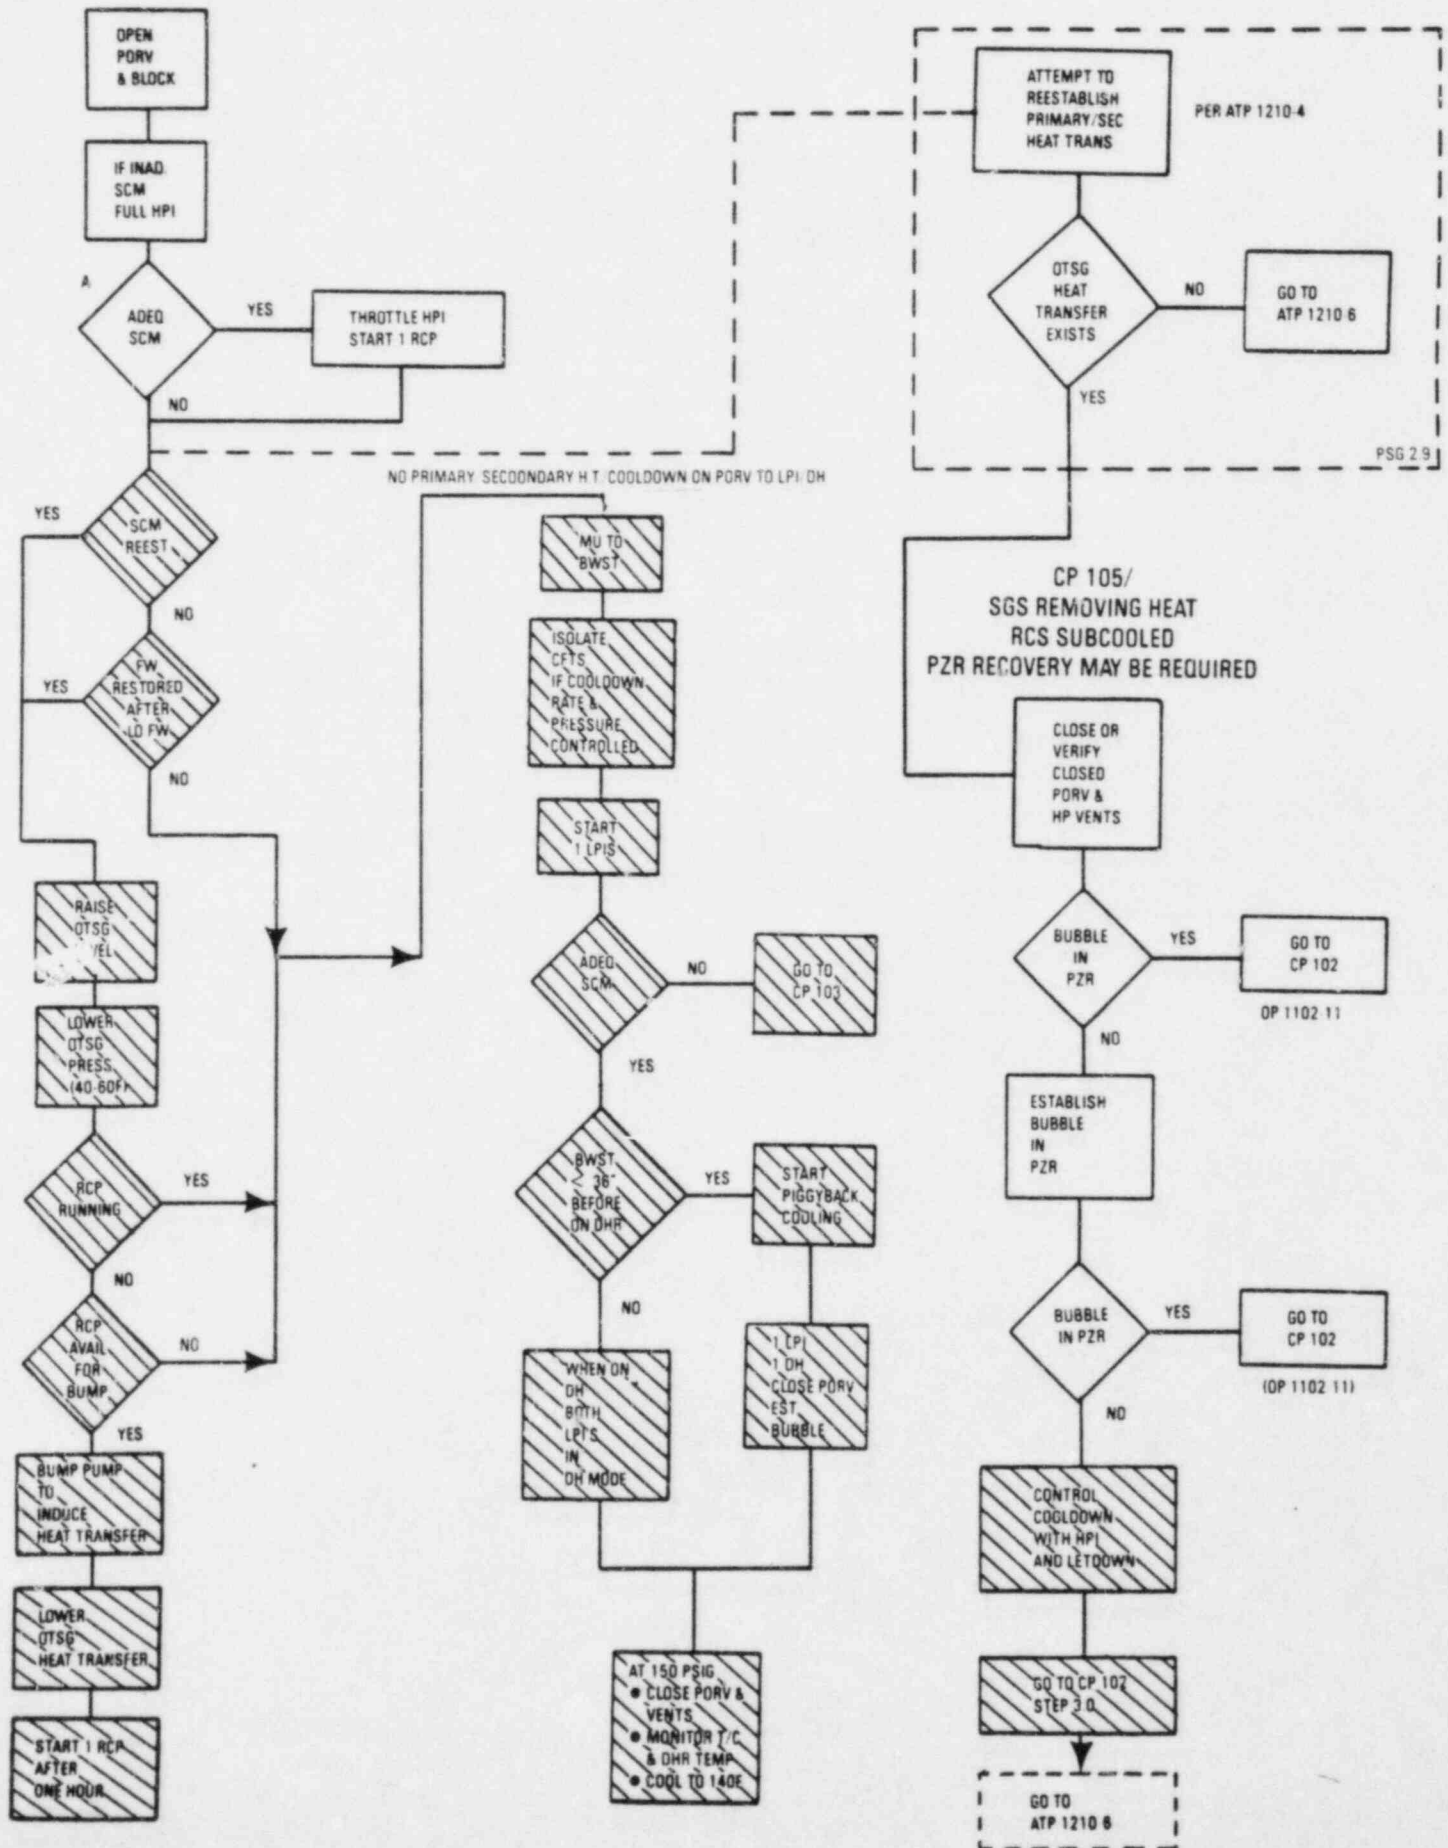 OPEN
PORV
& BLOCK
IF INAD.
SCM
FULL HPI
A
ADEQ
SCM
YES
THROTTLE HPI
START 1 RCP
NO
SCM
REEST
YES
NO
FW
RESTORED
AFTER
LO FW
YES
NO
RAISE
OTSG
LOWER
OTSG
PRESS
(40-60F)
RCP
RUNNING
YES
NO
RCP
AVAIL
FOR
BUMP
NO
YES
BUMP PUMP
TO
INDUCE
HEAT TRANSFER
LOWER
OTSG
HEAT TRANSFER
START 1 RCP
AFTER
ONE HOUR
NO PRIMARY SECOONDARY H.T. COOLDOWN ON PORV TO LPI/DH
MU TO
BWST
ISOLATE
CFTS
IF COOLDOWN
RATE &
PRESSURE
CONTROLLED
START
1 LPIS
ADEQ
SCM
NO
GO TO
CP 103
YES
BWST
< 36"
BEFORE
ON DHR
YES
START
PIGGYBACK
COOLING
NO
WHEN ON
DH
BOTH
LPI S
IN
DH MODE
1 LPI
1 DH
CLOSE PORV
EST
BUBBLE
AT 150 PSIG
● CLOSE PORV &
VENTS
● MONITOR T/C
& DHR TEMP
● COOL TO 140F
ATTEMPT TO
REESTABLISH
PRIMARY/SEC
HEAT TRANS
PER ATP 1210-4
OTSG
HEAT
TRANSFER
EXISTS
NO
GO TO
ATP 1210 6
YES
PSG 2.9
CP 105/
SGS REMOVING HEAT
RCS SUBCOOLED
PZR RECOVERY MAY BE REQUIRED
CLOSE OR
VERIFY
CLOSED
PORV &
HP VENTS
BUBBLE
IN
PZR
YES
GO TO
CP 102
OP 1102 11
NO
ESTABLISH
BUBBLE
IN
PZR
BUBBLE
IN PZR
YES
GO TO
CP 102
(OP 1102 11)
NO
CONTROL
COOLDOWN
WITH HPI
AND LETDOWN
GO TO CP 102
STEP 3.0
GO TO
ATP 1210 6